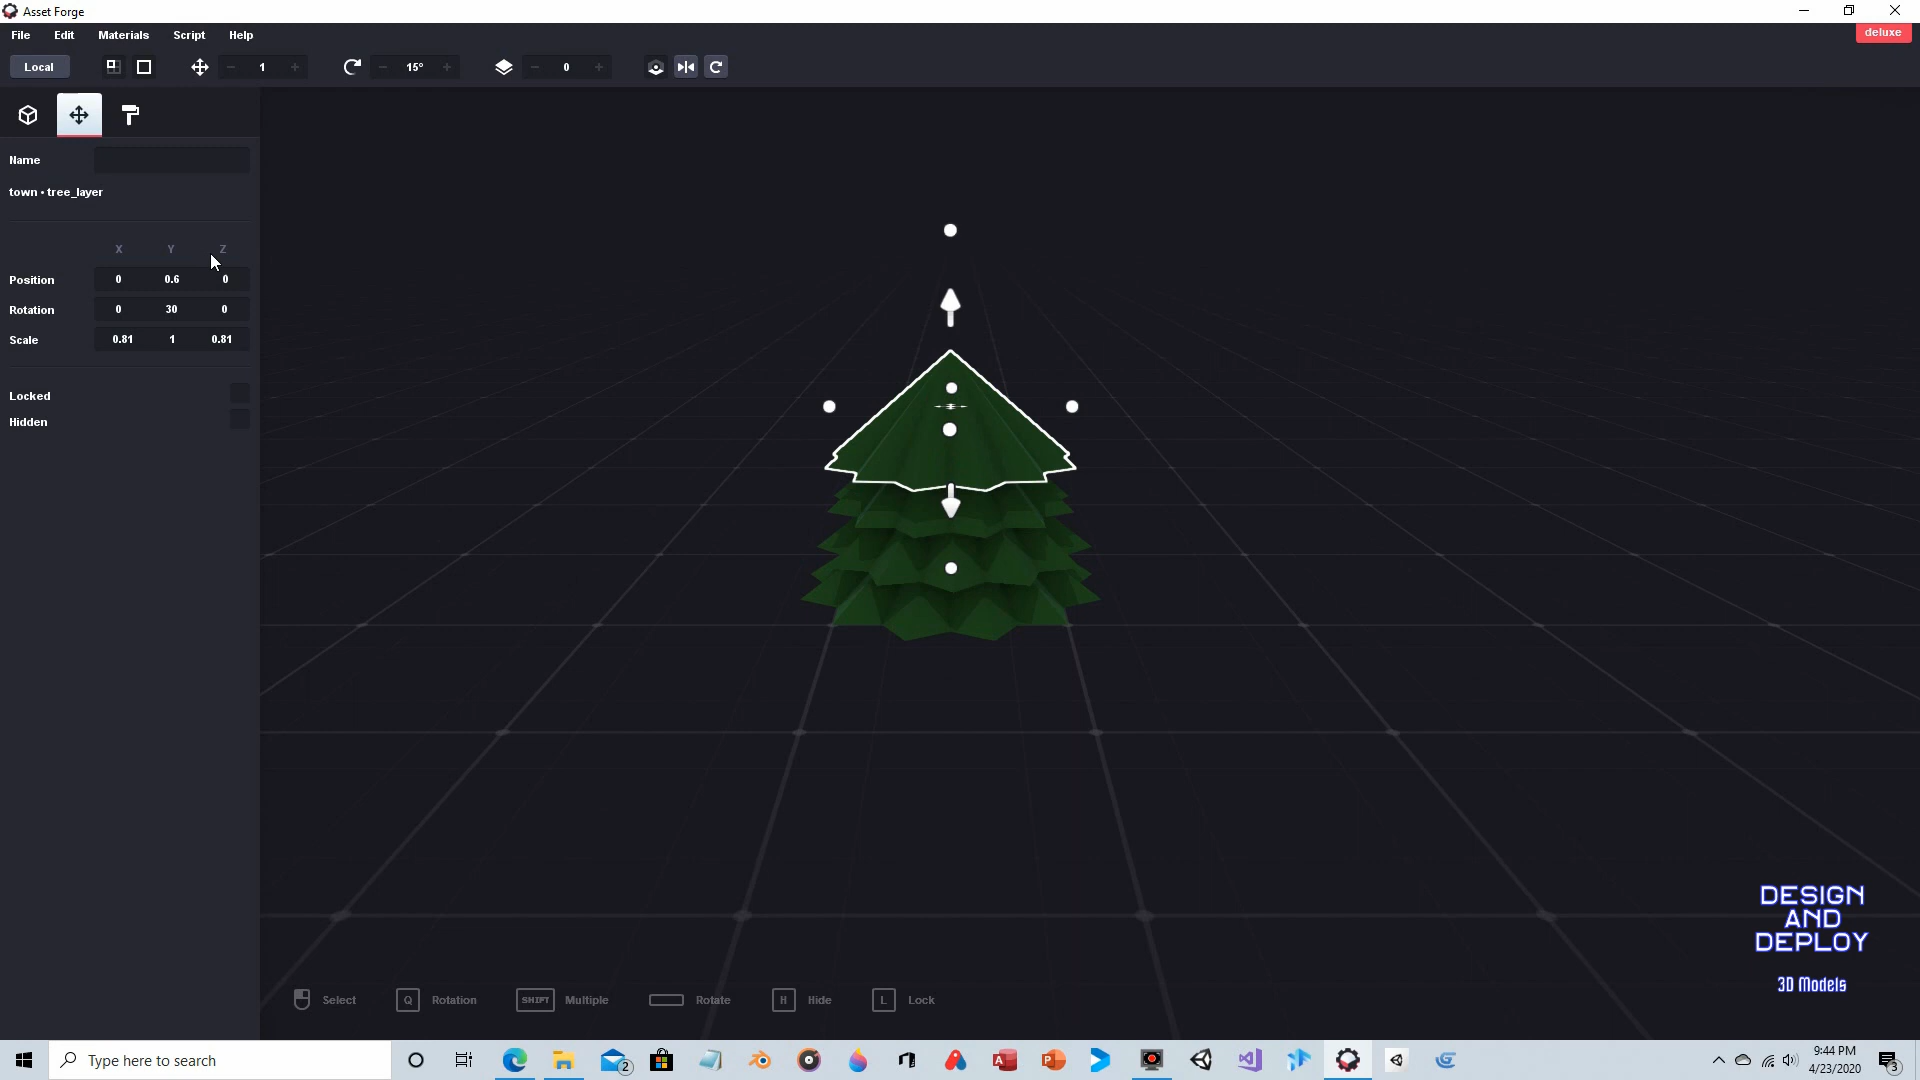 Asset Forge
File Edit Materials Script Help
deluxe
Local 1 15° 0
Name
town • tree_layer
X Y Z
Position 0 0.6 0
Rotation 0 30 0
Scale 0.81 1 0.81
Locked
Hidden
DESIGN
AND
DEPLOY
3D Models
Select Q Rotation SHIFT Multiple Rotate H Hide L Lock
Type here to search
2
9:44 PM
4/23/2020
3